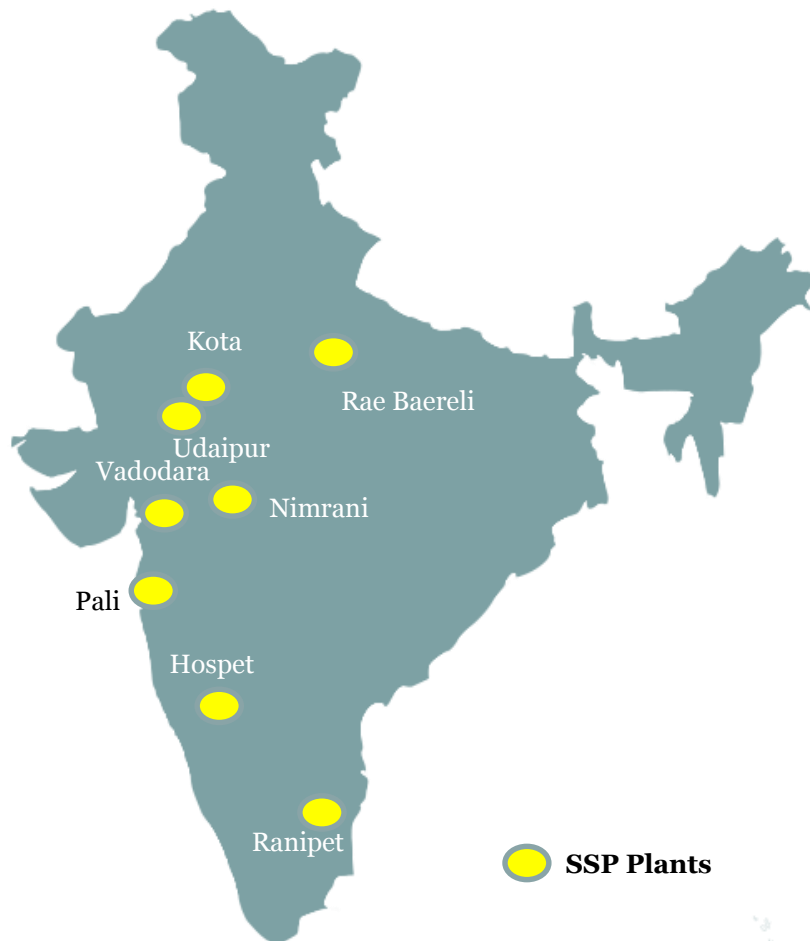 Kota
Rae Baereli
Udaipur
Vadodara
Nimrani
Pali
Hospet
Ranipet
SSP Plants